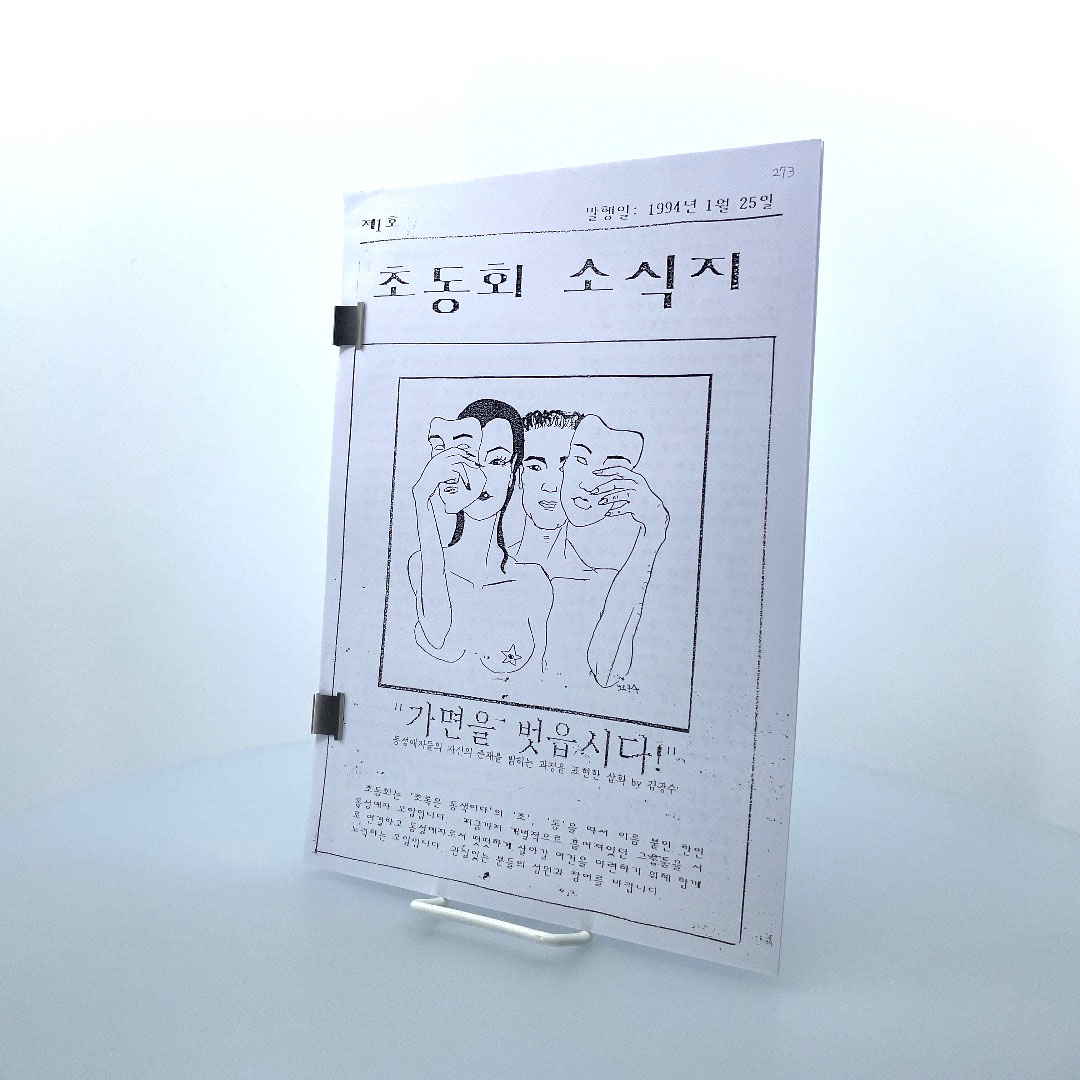 273
제1호
발행일: 1994년 1월 25일
초동회 소식지
"가면을 벗읍시다!"
동성애자들의 자신의 존재를 밝히는 과정을 표현한 삽화 by 김광수
초동회는 '초록은 동색이다'의 '초', '동'을 따서 이름 붙인 한인
동성애자 모임입니다. 지금까지 개별적으로 흩어져있던 그룹들을 서
로 연결하고 동성애자로서 떳떳하게 살아갈 여건을 마련하기 위해 함께
노력하는 모임입니다. 관심있는 분들의 성원과 참여를 바랍니다.